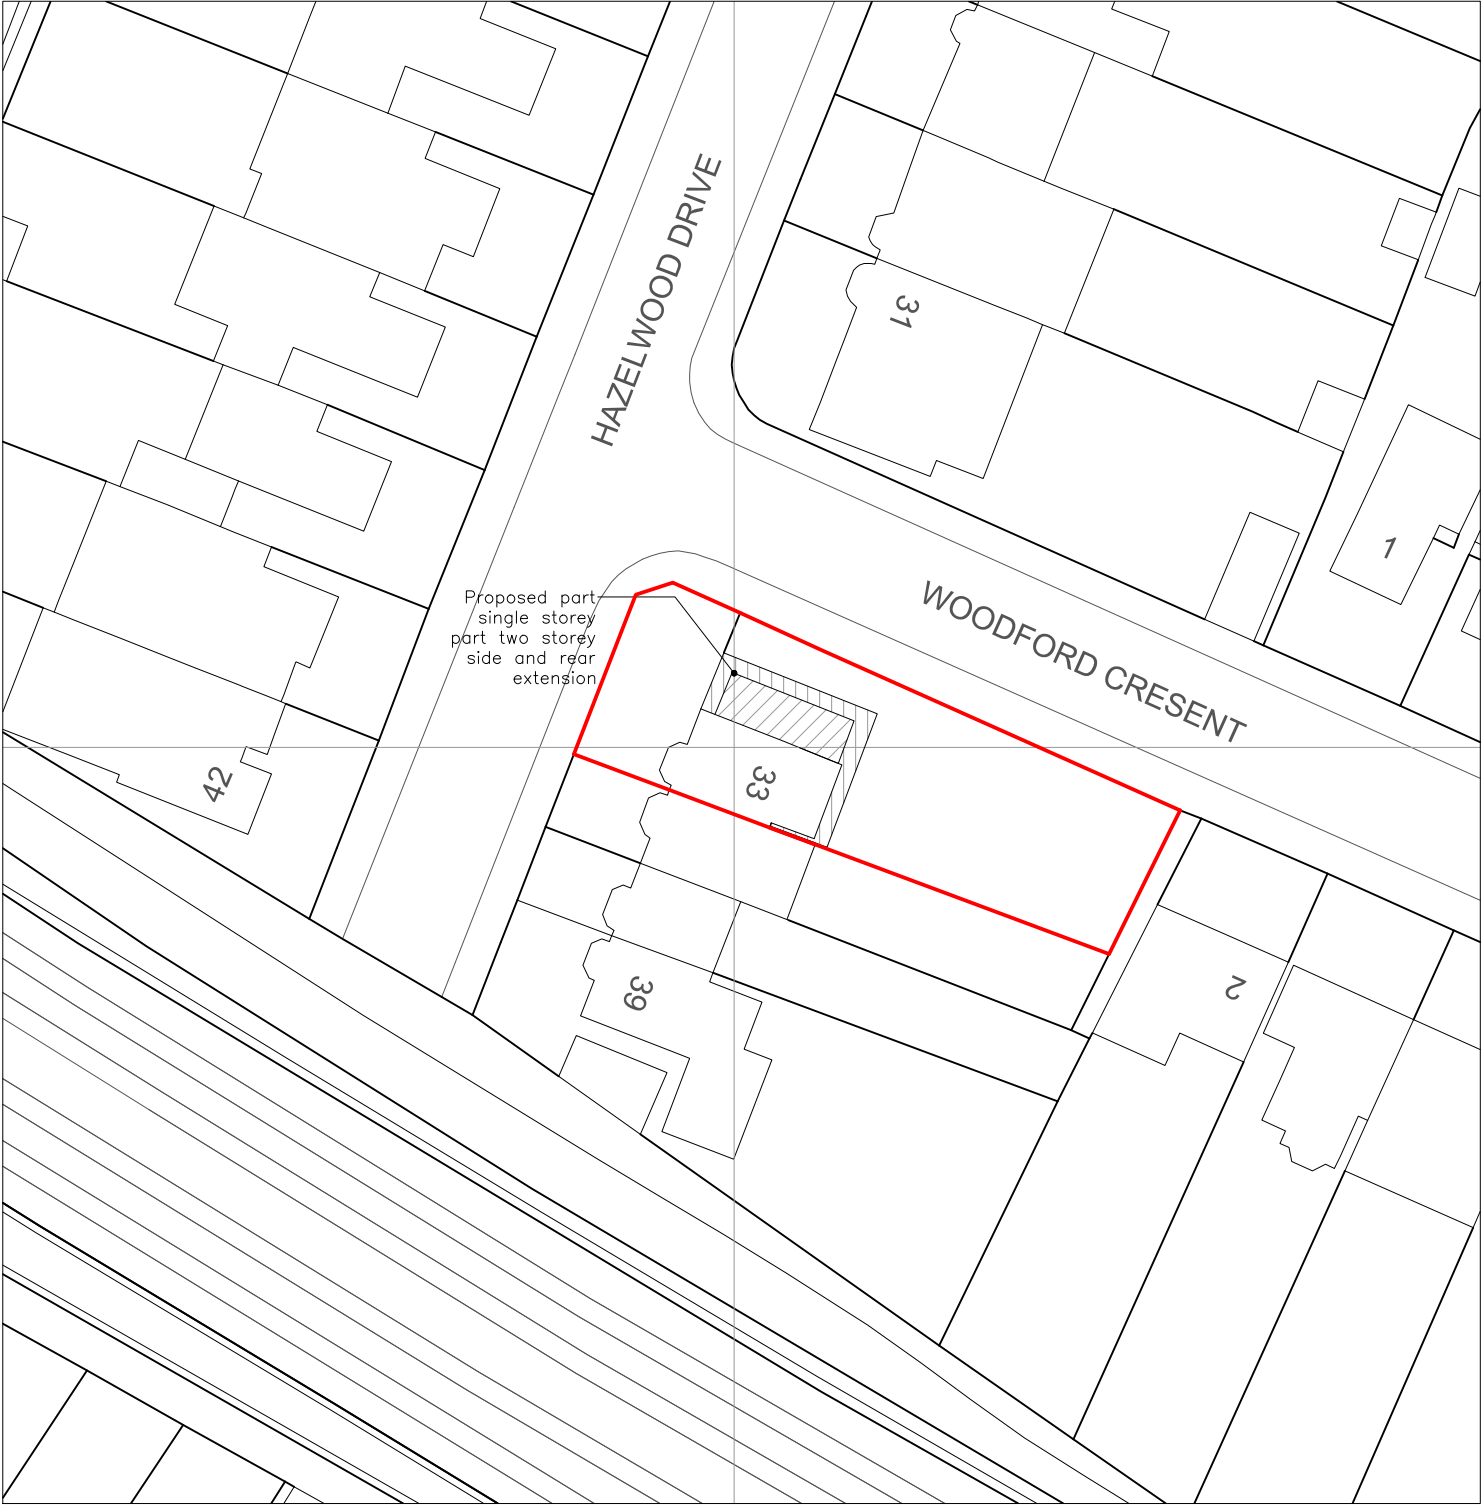 HAZELWOOD DRIVE
31
1
Proposed part
single storey
part two storey
side and rear
extension
WOODFORD CRESENT
42
33
39
2